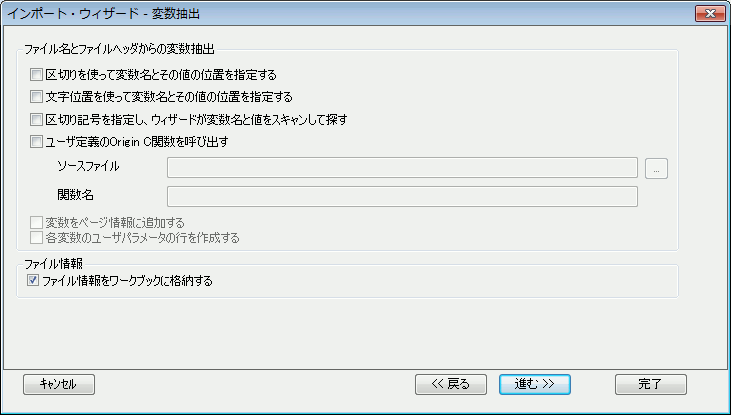 インポート・ウィザード - 変数抽出
ファイル名とファイルヘッダからの変数抽出
区切りを使って変数名とその値の位置を指定する
文字位置を使って変数名とその値の位置を指定する
区切り記号を指定し、ウィザードが変数名と値をスキャンして探す
ユーザ定義のOrigin C関数を呼び出す
ソースファイル
...
関数名
変数をページ情報に追加する
各変数のユーザパラメータの行を作成する
ファイル情報
ファイル情報をワークブックに格納する
キャンセル << 戻る 進む >> 完了